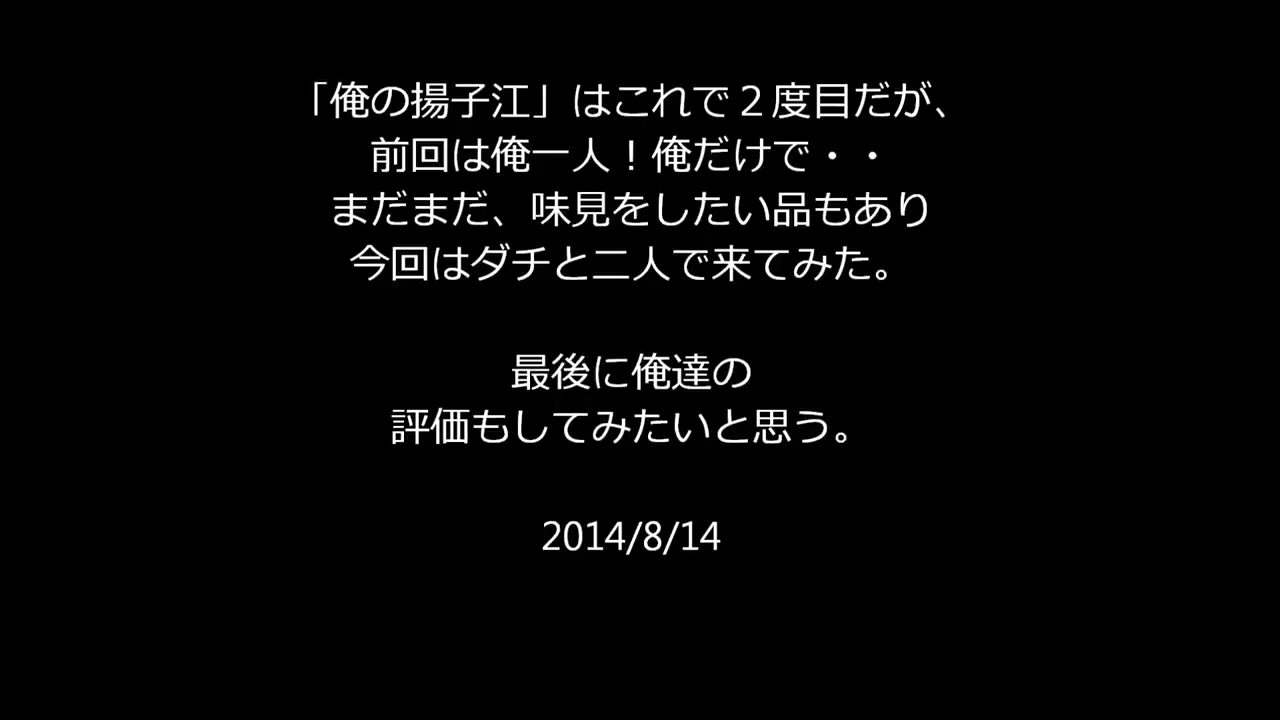 「俺の揚子江」はこれで２度目だが、
前回は俺一人！俺だけで・・
まだまだ、味見をしたい品もあり
今回はダチと二人で来てみた。
最後に俺達の
評価もしてみたいと思う。
2014/8/14